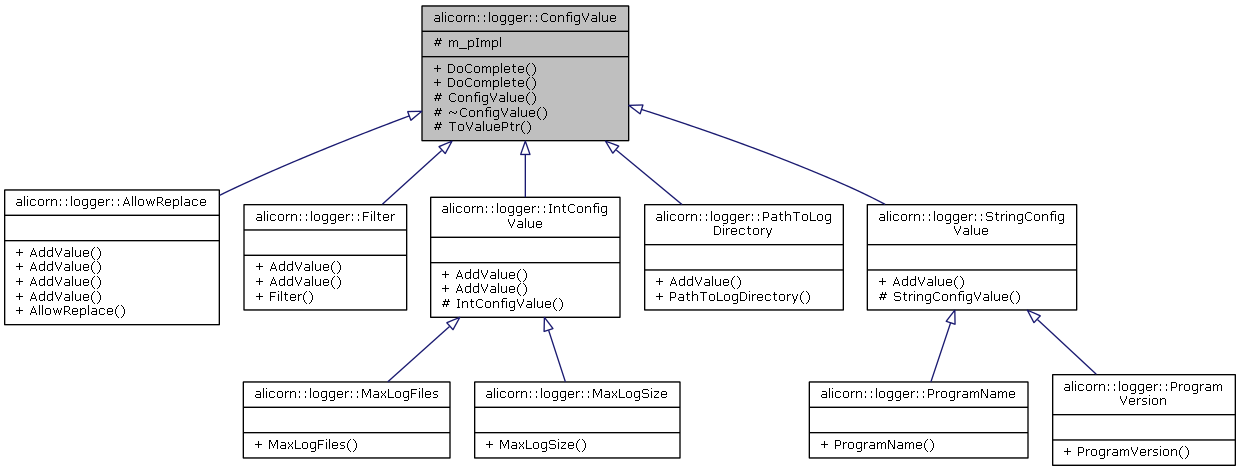 alicorn::logger::ConfigValue
# m_pImpl
+ DoComplete()
+ DoComplete()
# ConfigValue()
# ~ConfigValue()
# ToValuePtr()
alicorn::logger::AllowReplace
+ AddValue()
+ AddValue()
+ AddValue()
+ AddValue()
+ AllowReplace()
alicorn::logger::Filter
+ AddValue()
+ AddValue()
+ Filter()
alicorn::logger::IntConfig
Value
+ AddValue()
+ AddValue()
# IntConfigValue()
alicorn::logger::PathToLog
Directory
+ AddValue()
+ PathToLogDirectory()
alicorn::logger::StringConfig
Value
+ AddValue()
# StringConfigValue()
alicorn::logger::MaxLogFiles
+ MaxLogFiles()
alicorn::logger::MaxLogSize
+ MaxLogSize()
alicorn::logger::ProgramName
+ ProgramName()
alicorn::logger::Program
Version
+ ProgramVersion()